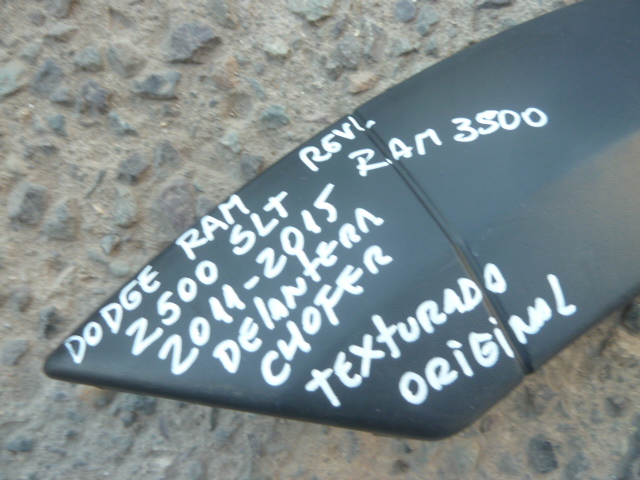 DODGE RAM REVL.
2500 SLT RAM 3500
2011-2015
DELANTERA
CHOFER
TEXTURADO
ORIGINAL